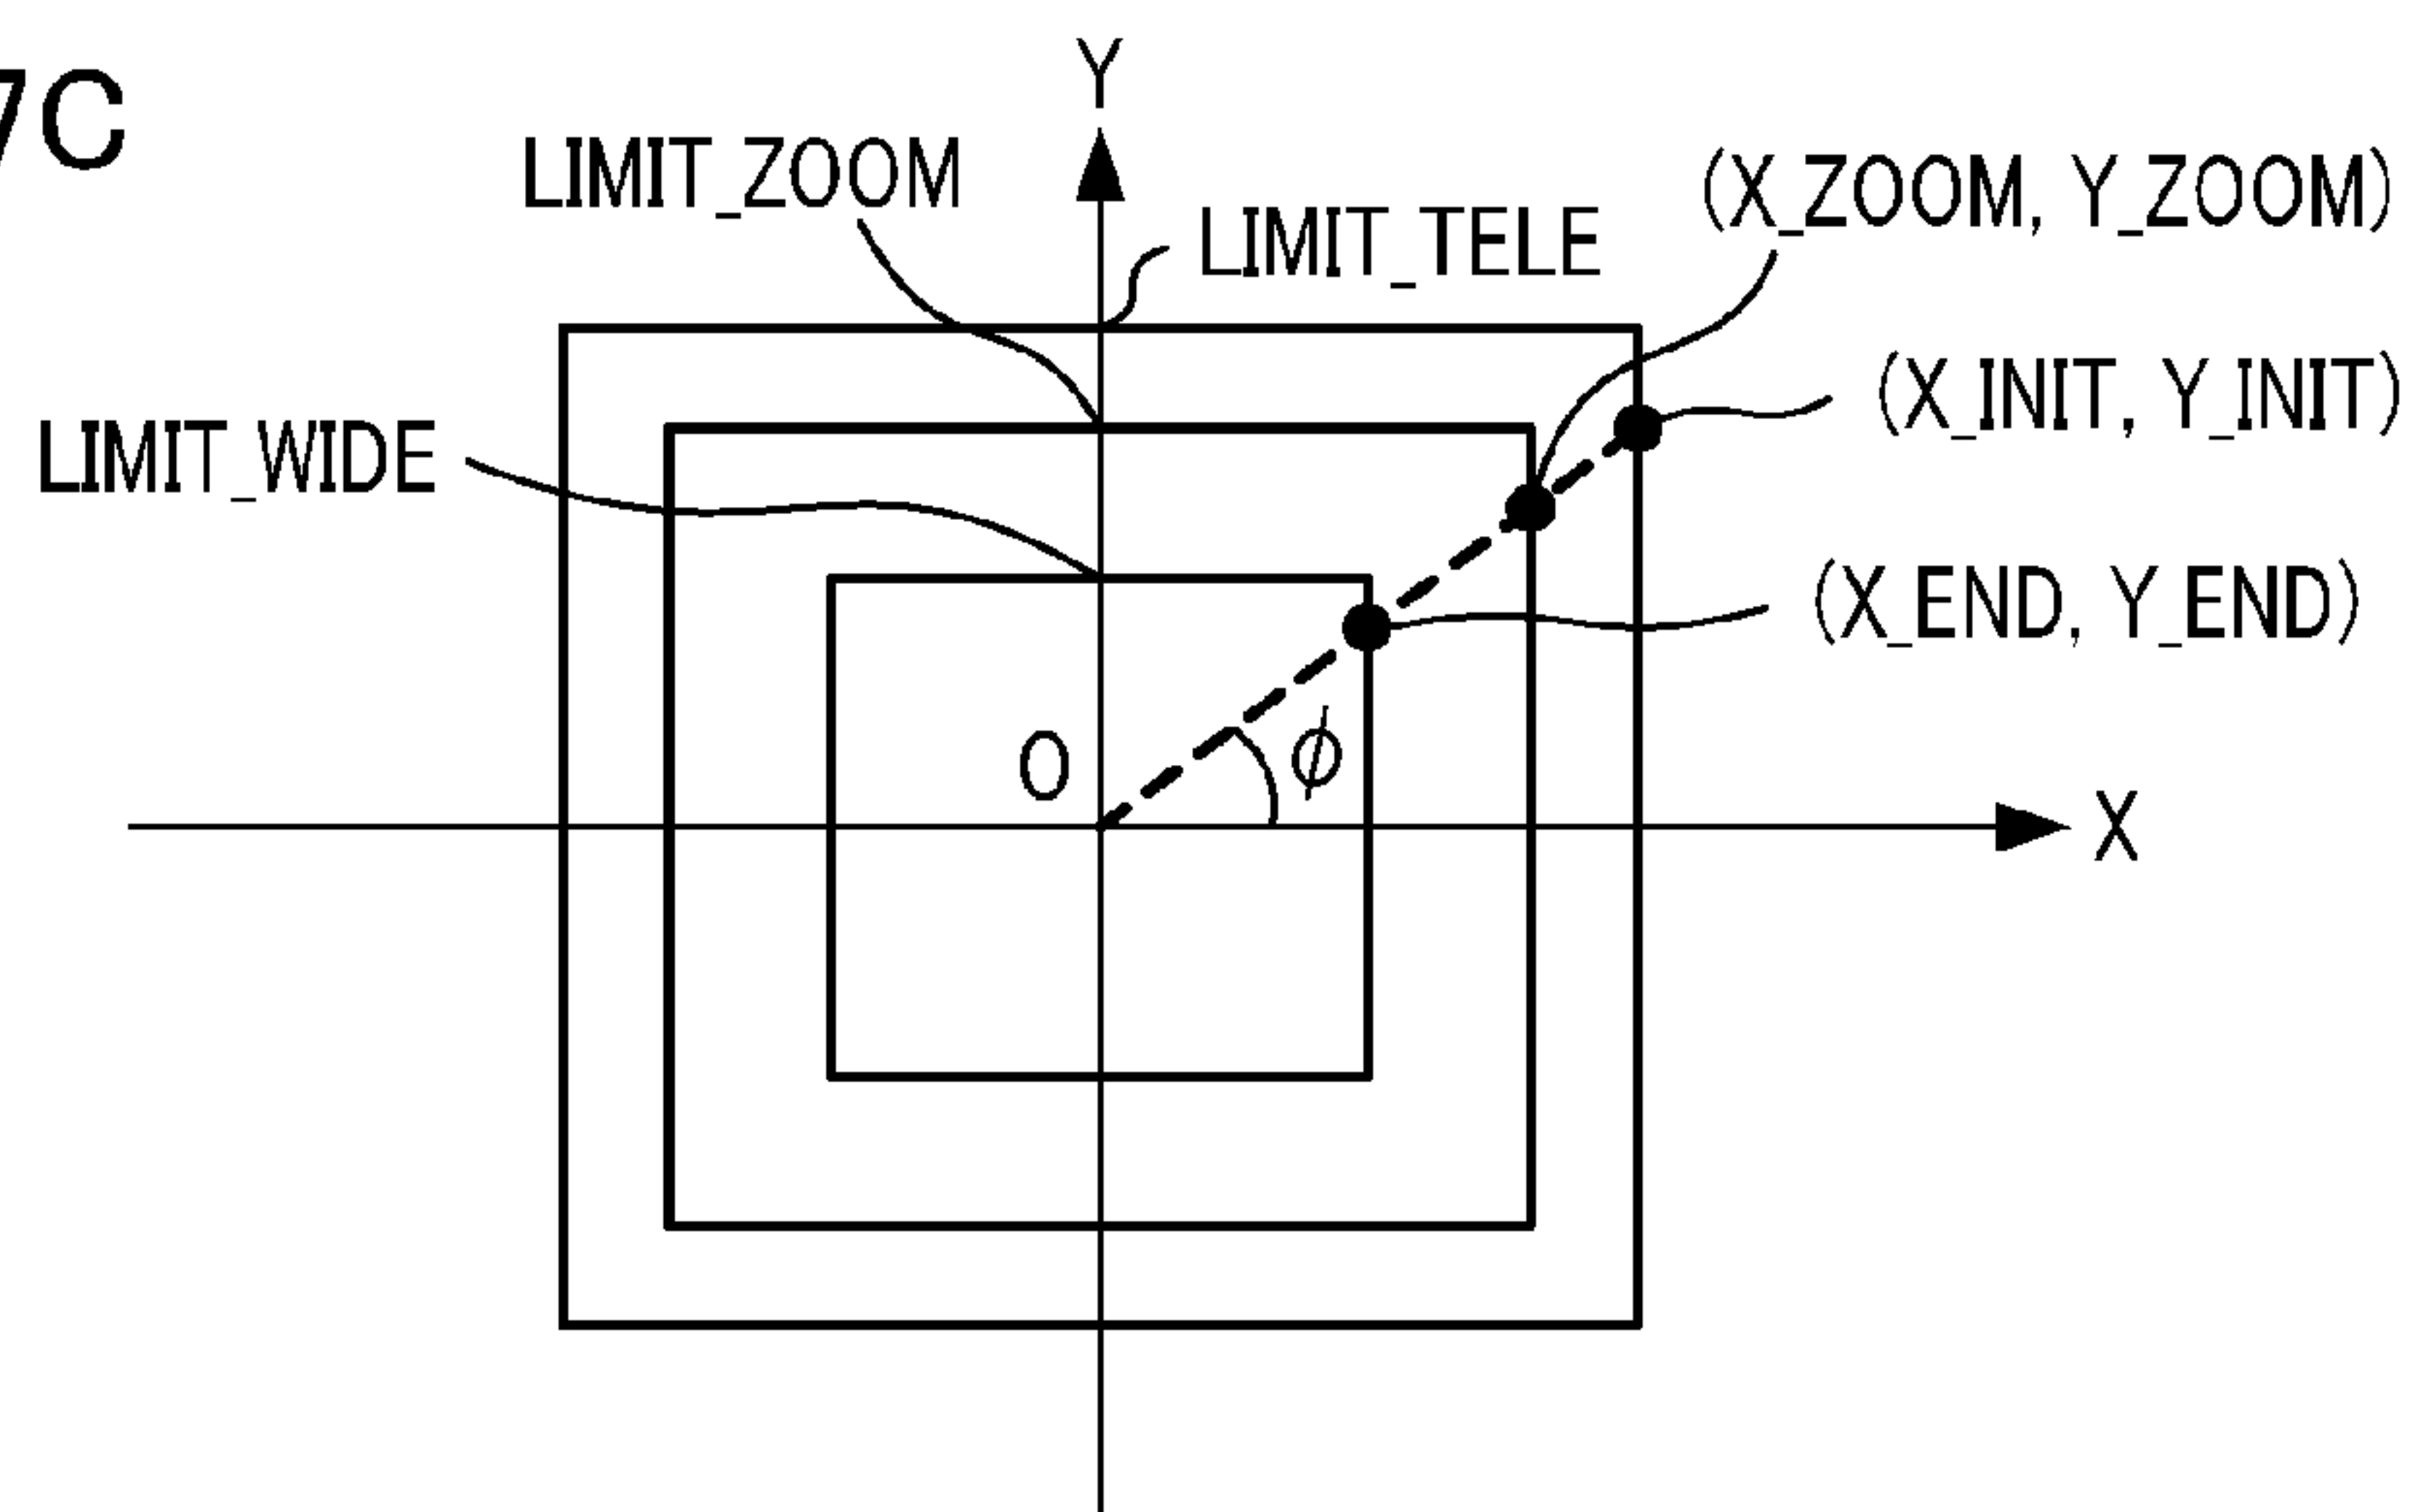 7C
Y
LIMIT_ZOOM
LIMIT_TELE
(X_ZOOM, Y_ZOOM)
(X_INIT, Y_INIT)
LIMIT_WIDE
(X_END, Y_END)
O
ϕ
X